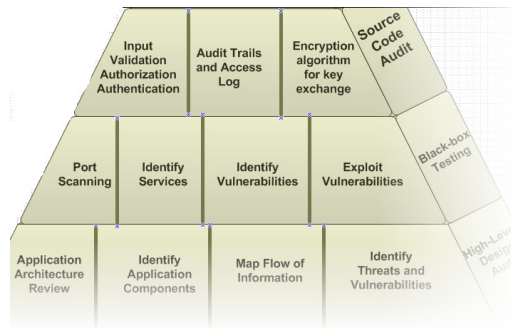 Input
Validation
Authorization
Authentication
Audit Trails
and Access
Log
Encryption
algorithm
for key
exchange
Source
Code
Audit
Port
Scanning
Identify
Services
Identify
Vulnerabilities
Exploit
Vulnerabilities
Black-box
Testing
Application
Architecture
Review
Identify
Application
Components
Map Flow of
Information
Identify
Threats and
Vulnerabilities